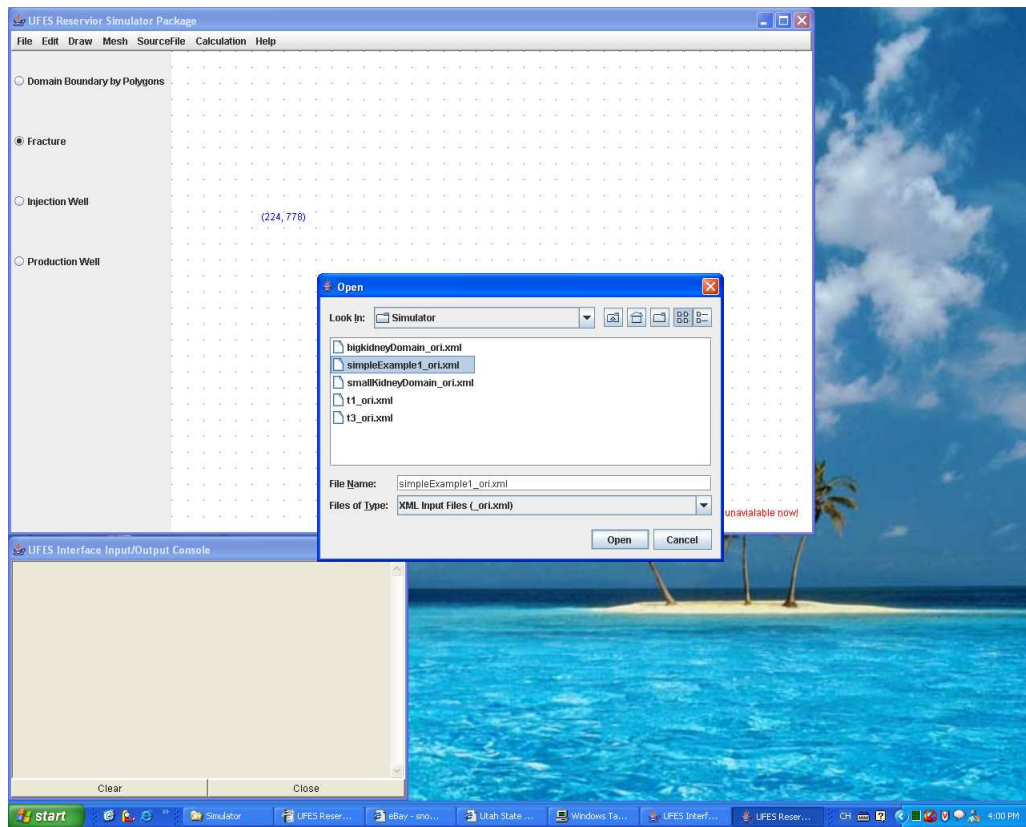 UFES Reservior Simulator Package
File Edit Draw Mesh SourceFile Calculation Help
Domain Boundary by Polygons
Fracture
Injection Well
(224, 778)
Production Well
Open
Look In: Simulator
bigkidneyDomain_ori.xml
simpleExample1_ori.xml
smallKidneyDomain_ori.xml
t1_ori.xml
t3_ori.xml
File Name: simpleExample1_ori.xml
Files of Type: XML Input Files (_ori.xml)
unavialable now!
Open Cancel
UFES Interface Input/Output Console
Clear Close
start Simulator UFES Reser... eBay - sno... Utah State ... Windows Ta... UFES Interf... UFES Reser... CH 4:00 PM